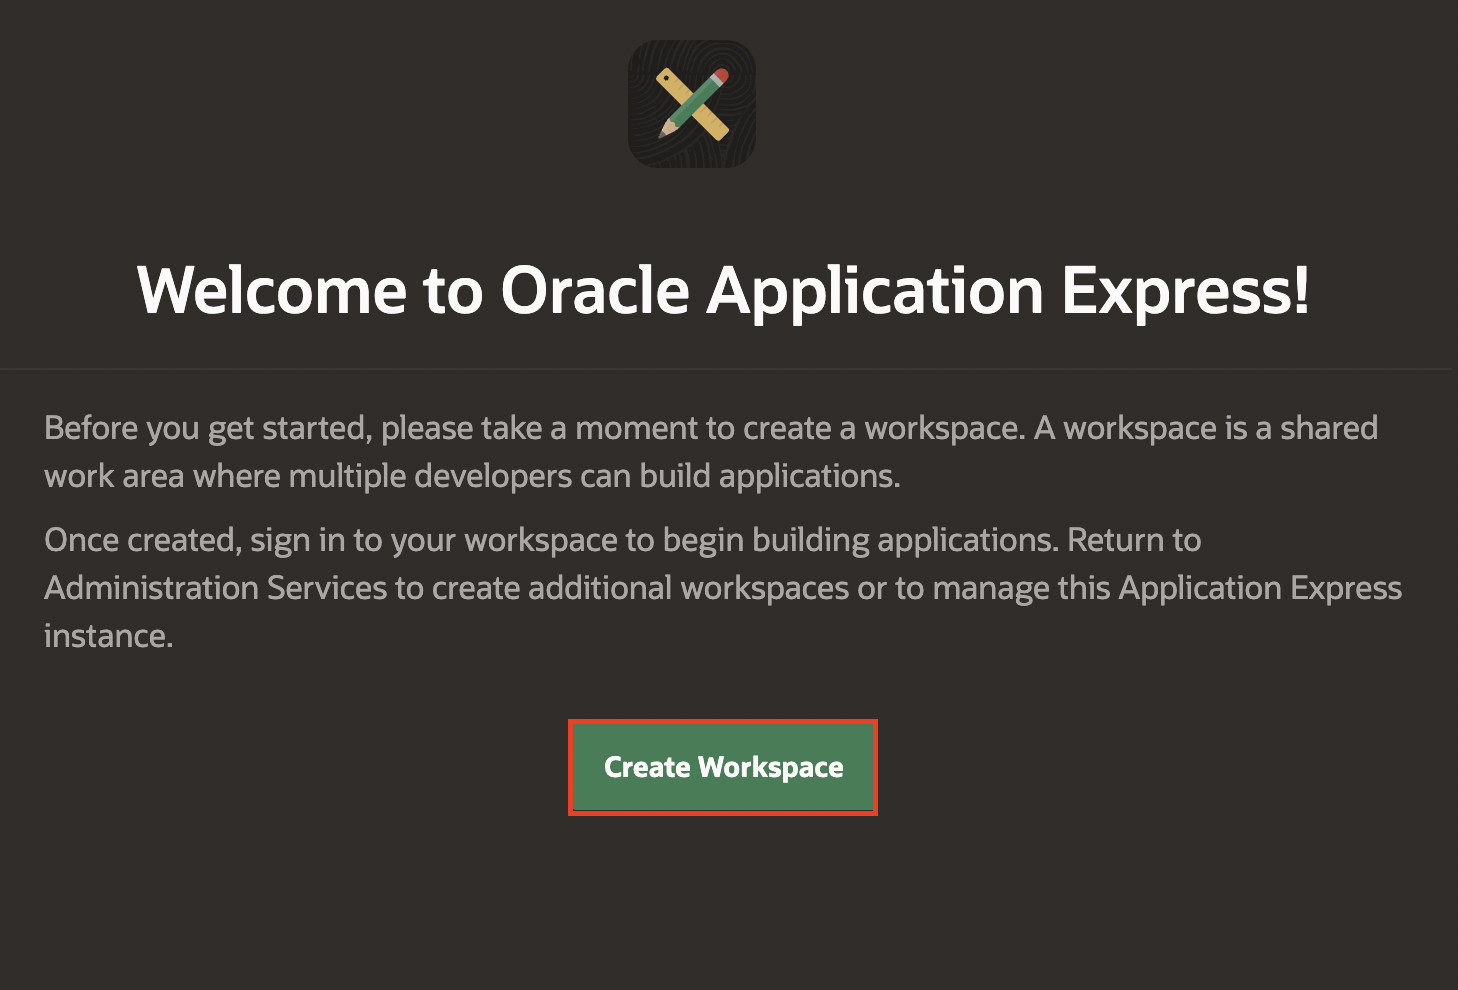 Welcome to Oracle Application Express!
Before you get started, please take a moment to create a workspace. A workspace is a shared
work area where multiple developers can build applications.
Once created, sign in to your workspace to begin building applications. Return to
Administration Services to create additional workspaces or to manage this Application Express
instance.
Create Workspace